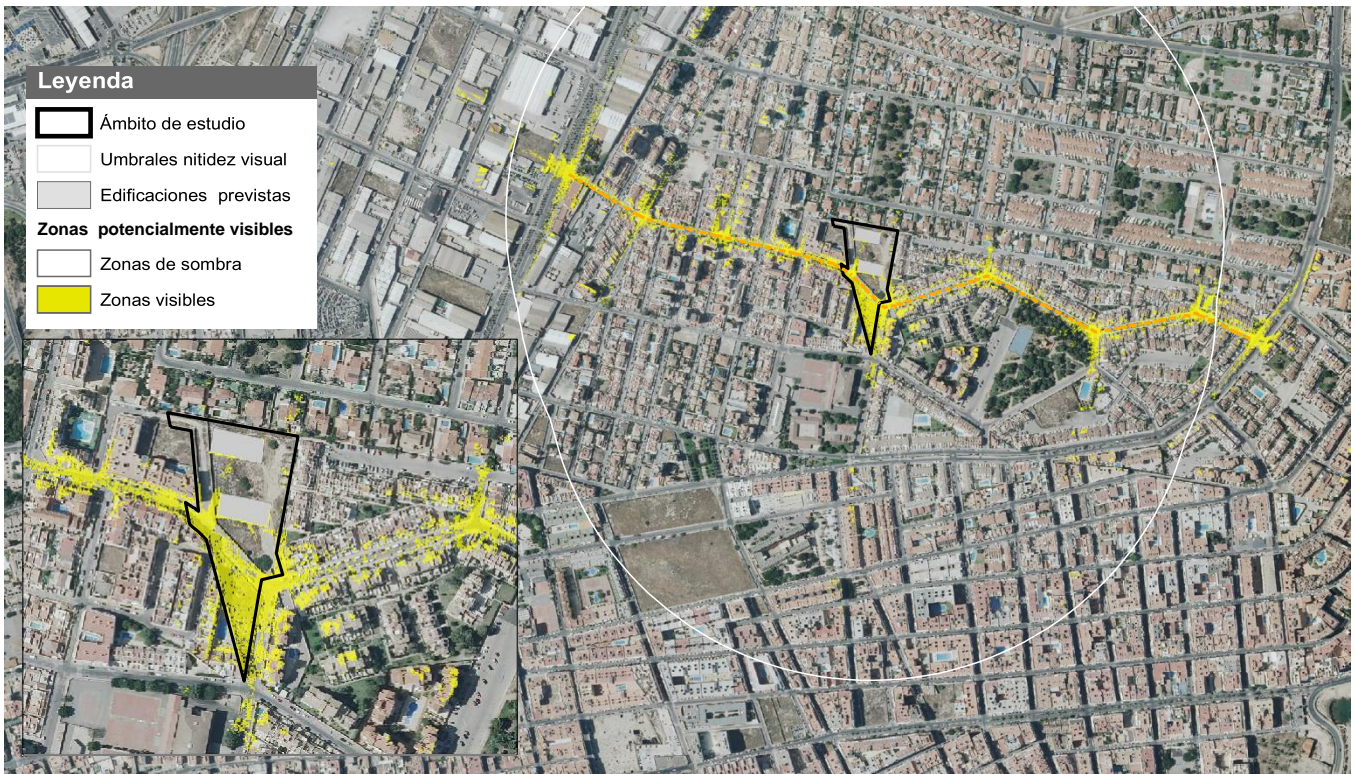 Leyenda
Ámbito de estudio
Umbrales nitidez visual
Edificaciones previstas
Zonas potencialmente visibles
Zonas de sombra
Zonas visibles